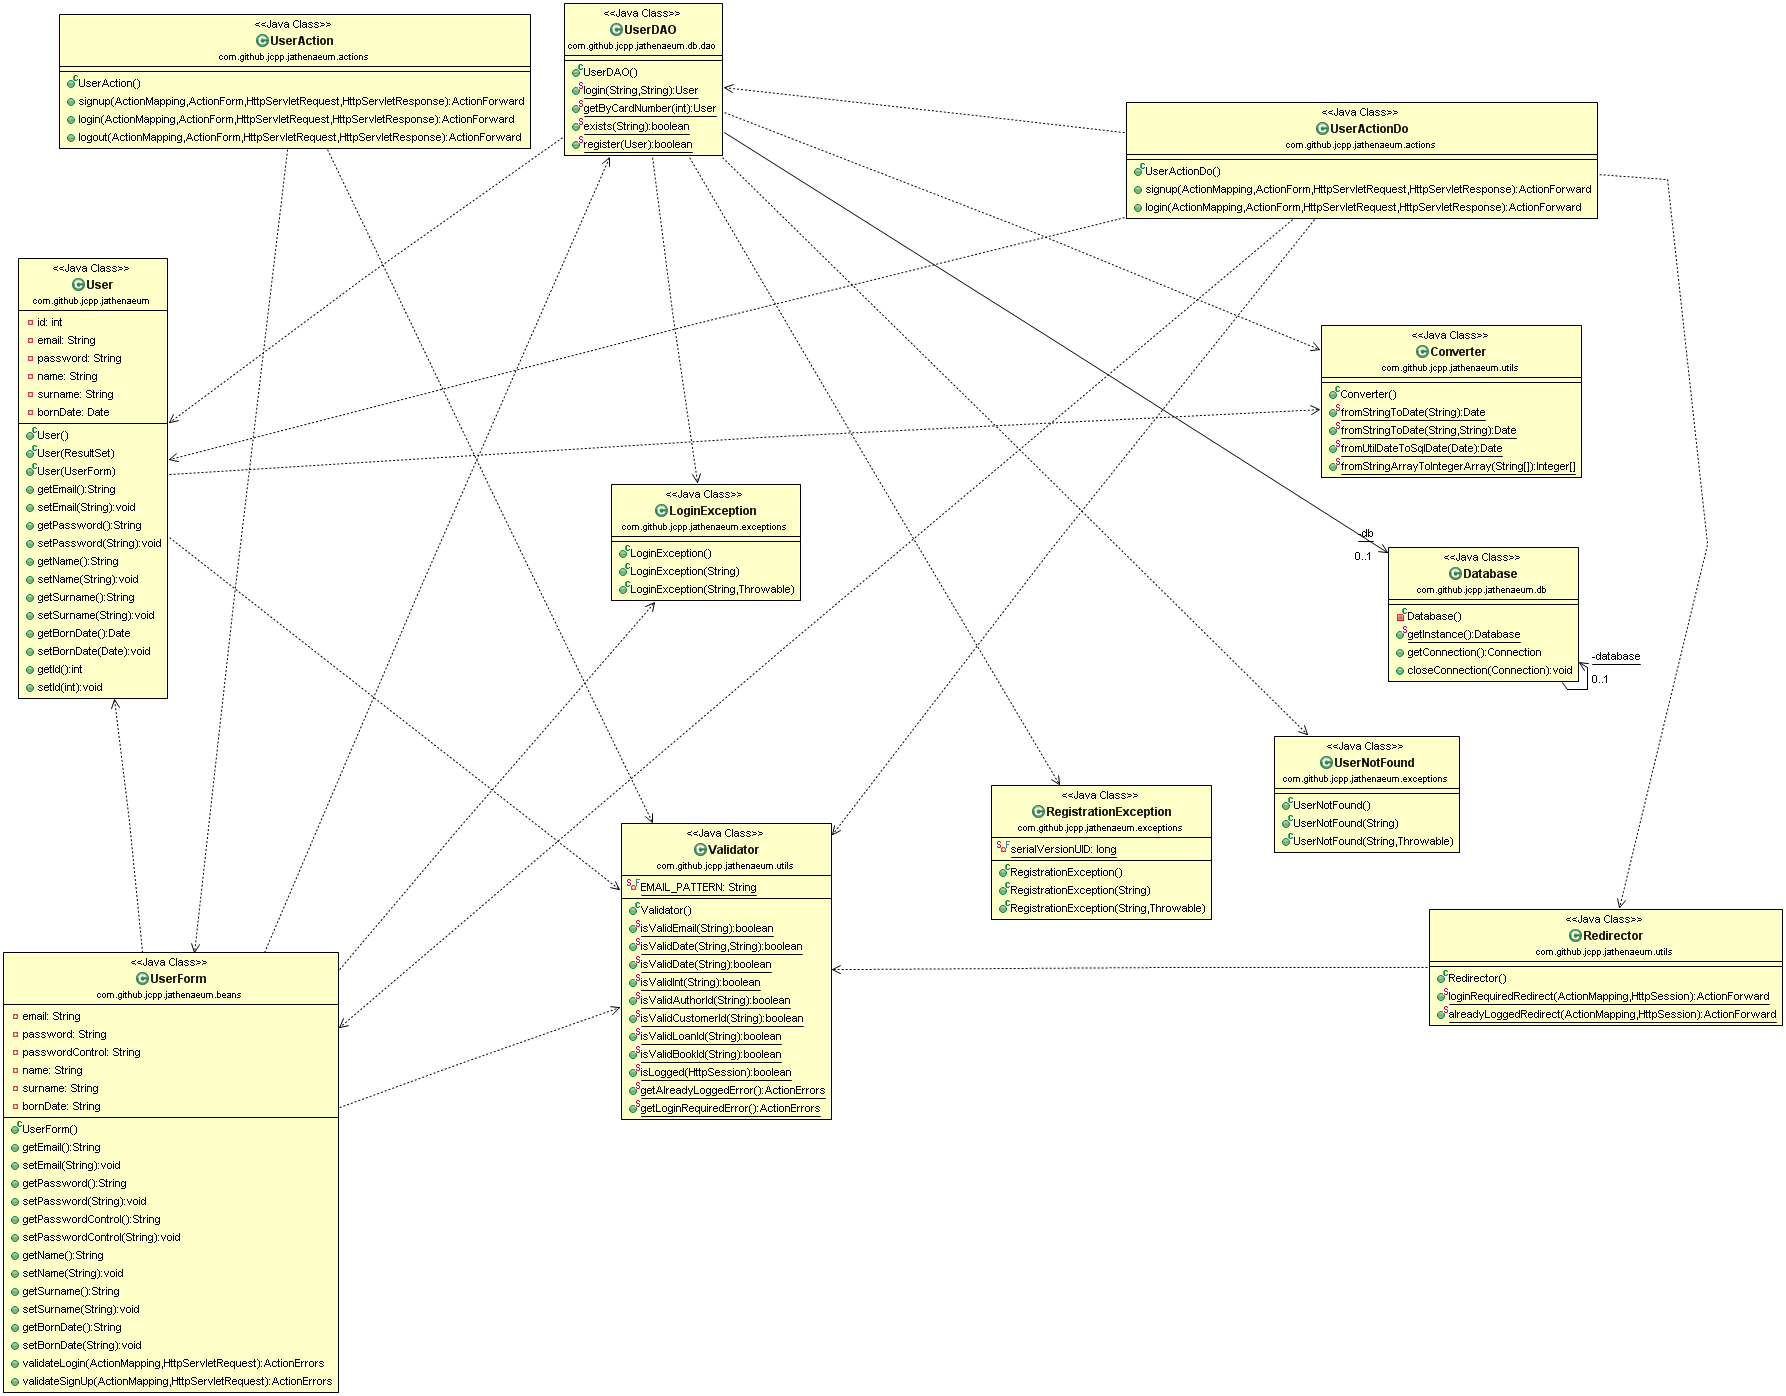 <<Java Class>>
UserAction
com.github.jcpp.jathenaeum.actions
UserAction()
signup(ActionMapping,ActionForm,HttpServletRequest,HttpServletResponse):ActionForward
login(ActionMapping,ActionForm,HttpServletRequest,HttpServletResponse):ActionForward
logout(ActionMapping,ActionForm,HttpServletRequest,HttpServletResponse):ActionForward
<<Java Class>>
UserDAO
com.github.jcpp.jathenaeum.db.dao
UserDAO()
login(String,String):User
getByCardNumber(int):User
exists(String):boolean
register(User):boolean
<<Java Class>>
UserActionDo
com.github.jcpp.jathenaeum.actions
UserActionDo()
signup(ActionMapping,ActionForm,HttpServletRequest,HttpServletResponse):ActionForward
login(ActionMapping,ActionForm,HttpServletRequest,HttpServletResponse):ActionForward
<<Java Class>>
User
com.github.jcpp.jathenaeum
id: int
email: String
password: String
name: String
surname: String
bornDate: Date
User()
User(ResultSet)
User(UserForm)
getEmail():String
setEmail(String):void
getPassword():String
setPassword(String):void
getName():String
setName(String):void
getSurname():String
setSurname(String):void
getBornDate():Date
setBornDate(Date):void
getId():int
setId(int):void
<<Java Class>>
Converter
com.github.jcpp.jathenaeum.utils
Converter()
fromStringToDate(String):Date
fromStringToDate(String,String):Date
fromUtilDateToSqlDate(Date):Date
fromStringArrayToIntegerArray(String[]):Integer[]
<<Java Class>>
LoginException
com.github.jcpp.jathenaeum.exceptions
LoginException()
LoginException(String)
LoginException(String,Throwable)
-db
0..1
<<Java Class>>
Database
com.github.jcpp.jathenaeum.db
Database()
getInstance():Database
getConnection():Connection
closeConnection(Connection):void
-database
0..1
<<Java Class>>
UserNotFound
com.github.jcpp.jathenaeum.exceptions
UserNotFound()
UserNotFound(String)
UserNotFound(String,Throwable)
<<Java Class>>
RegistrationException
com.github.jcpp.jathenaeum.exceptions
serialVersionUID: long
RegistrationException()
RegistrationException(String)
RegistrationException(String,Throwable)
<<Java Class>>
Validator
com.github.jcpp.jathenaeum.utils
EMAIL_PATTERN: String
Validator()
isValidEmail(String):boolean
isValidDate(String,String):boolean
isValidDate(String):boolean
isValidInt(String):boolean
isValidAuthorId(String):boolean
isValidCustomerId(String):boolean
isValidLoanId(String):boolean
isValidBookId(String):boolean
isLogged(HttpSession):boolean
getAlreadyLoggedError():ActionErrors
getLoginRequiredError():ActionErrors
<<Java Class>>
Redirector
com.github.jcpp.jathenaeum.utils
Redirector()
loginRequiredRedirect(ActionMapping,HttpSession):ActionForward
alreadyLoggedRedirect(ActionMapping,HttpSession):ActionForward
<<Java Class>>
UserForm
com.github.jcpp.jathenaeum.beans
email: String
password: String
passwordControl: String
name: String
surname: String
bornDate: String
UserForm()
getEmail():String
setEmail(String):void
getPassword():String
setPassword(String):void
getPasswordControl():String
setPasswordControl(String):void
getName():String
setName(String):void
getSurname():String
setSurname(String):void
getBornDate():String
setBornDate(String):void
validateLogin(ActionMapping,HttpServletRequest):ActionErrors
validateSignUp(ActionMapping,HttpServletRequest):ActionErrors